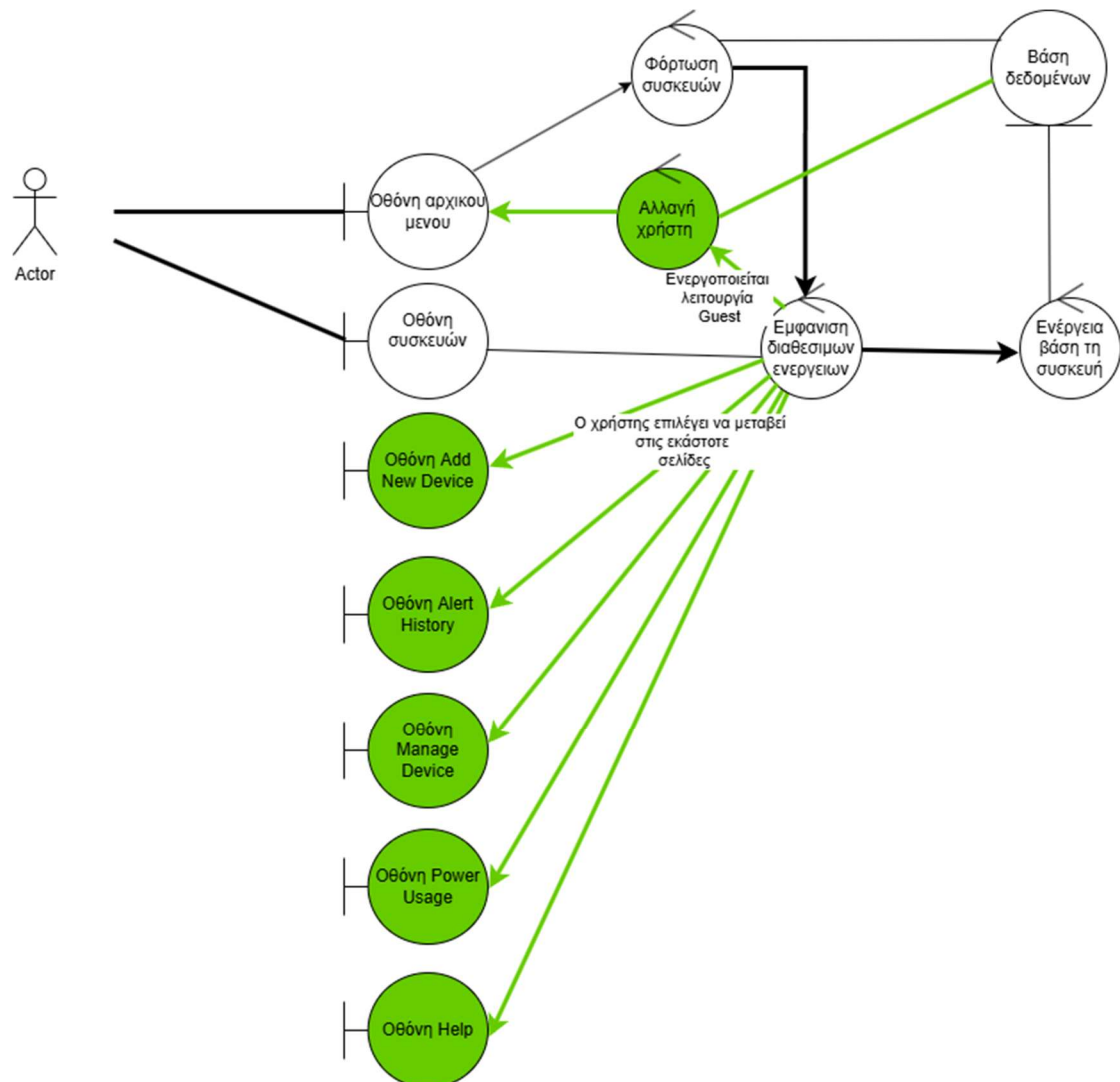 Φόρτωση
συσκευών
Βάση
δεδομένων
Actor
Οθόνη αρχικου
μενου
Αλλαγή
χρήστη
Ενεργοποιείται
λειτουργία
Guest
Οθόνη
συσκευών
Εμφανιση
διαθεσιμων
ενεργειων
Ενέργεια
βάση τη
συσκευή
Ο χρήστης επιλέγει να μεταβεί
στις εκάστοτε
σελίδες
Οθόνη Add
New Device
Οθόνη Alert
History
Οθόνη
Manage
Device
Οθόνη Power
Usage
Οθόνη Help